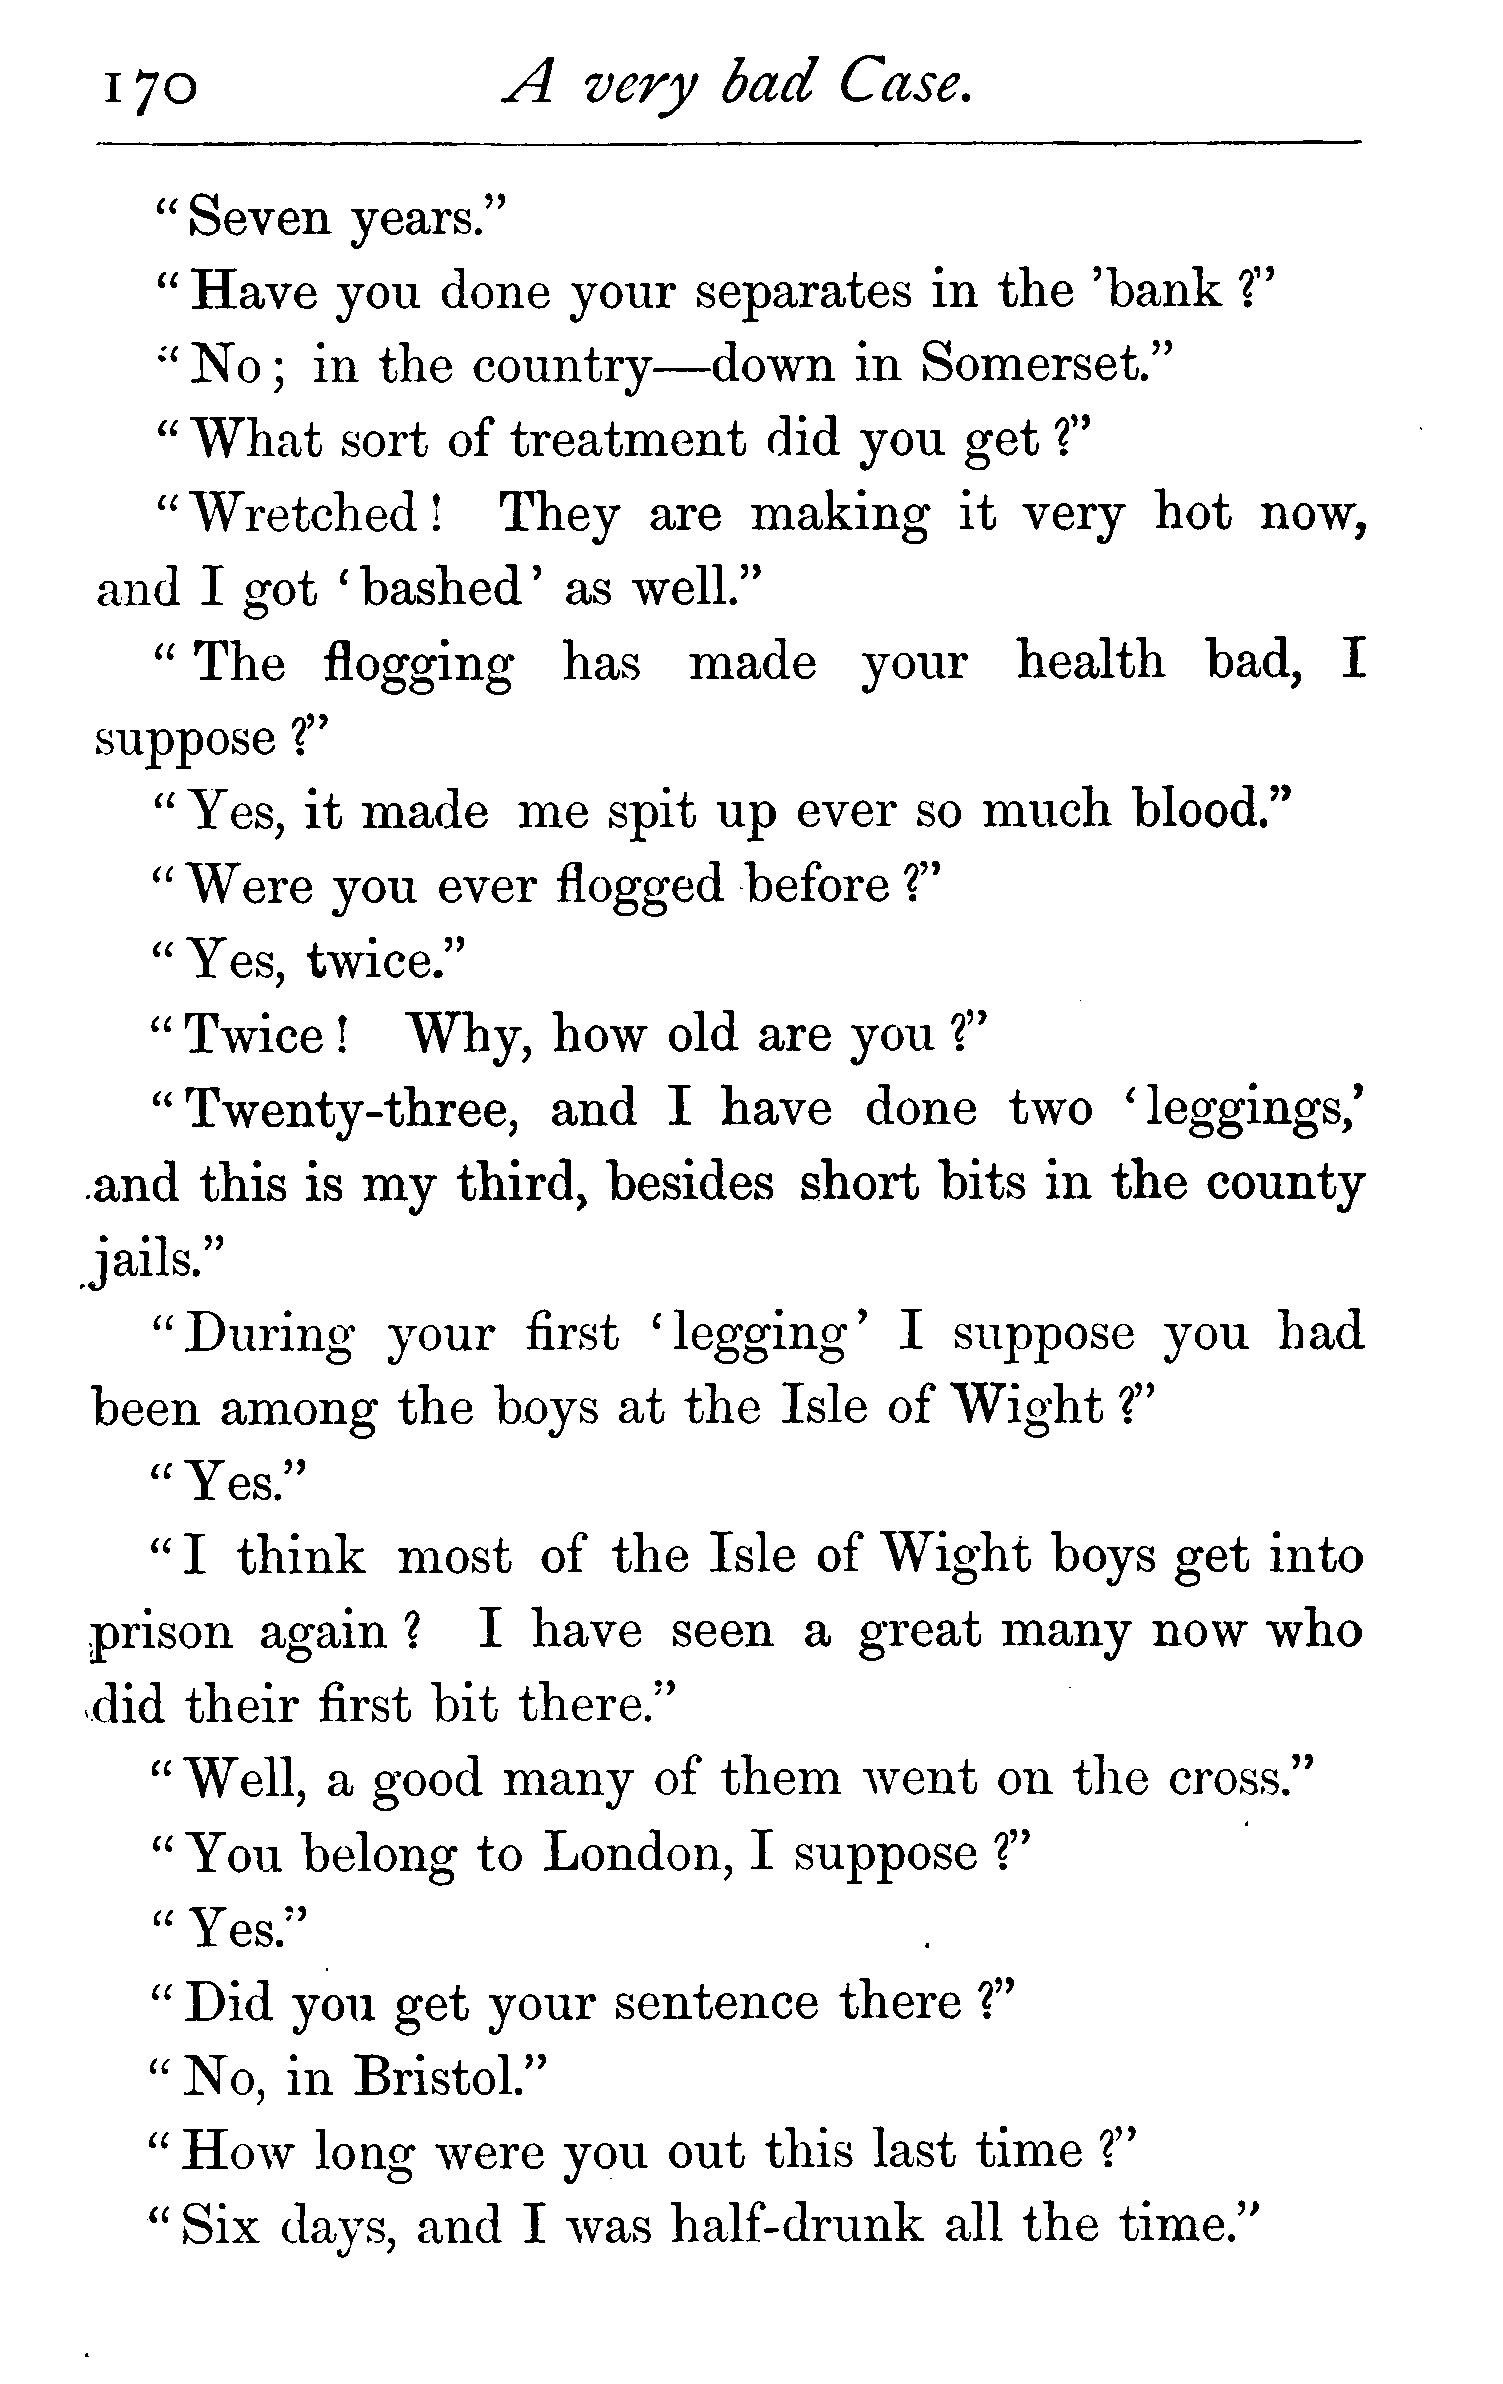 170 A very bad Case.
“Seven years.”
“Have you done your separates in the ’bank ?”
“No ; in the country—down in Somerset.”
“What sort of treatment did you get ?”
“Wretched ! They are making it very hot now,
and I got ‘bashed’ as well.”
“The flogging has made your health bad, I
suppose ?”
“Yes, it made me spit up ever so much blood.”
“Were you ever flogged before ?”
“Yes, twice.”
“Twice ! Why, how old are you ?”
“Twenty-three, and I have done two ‘leggings,’
and this is my third, besides short bits in the county
jails.”
“During your first ‘legging’ I suppose you had
been among the boys at the Isle of Wight ?”
“Yes.”
“I think most of the Isle of Wight boys get into
prison again ? I have seen a great many now who
did their first bit there.”
“Well, a good many of them went on the cross.”
“You belong to London, I suppose ?”
“Yes.”
“Did you get your sentence there ?”
“No, in Bristol.”
“How long were you out this last time ?”
“Six days, and I was half-drunk all the time.”